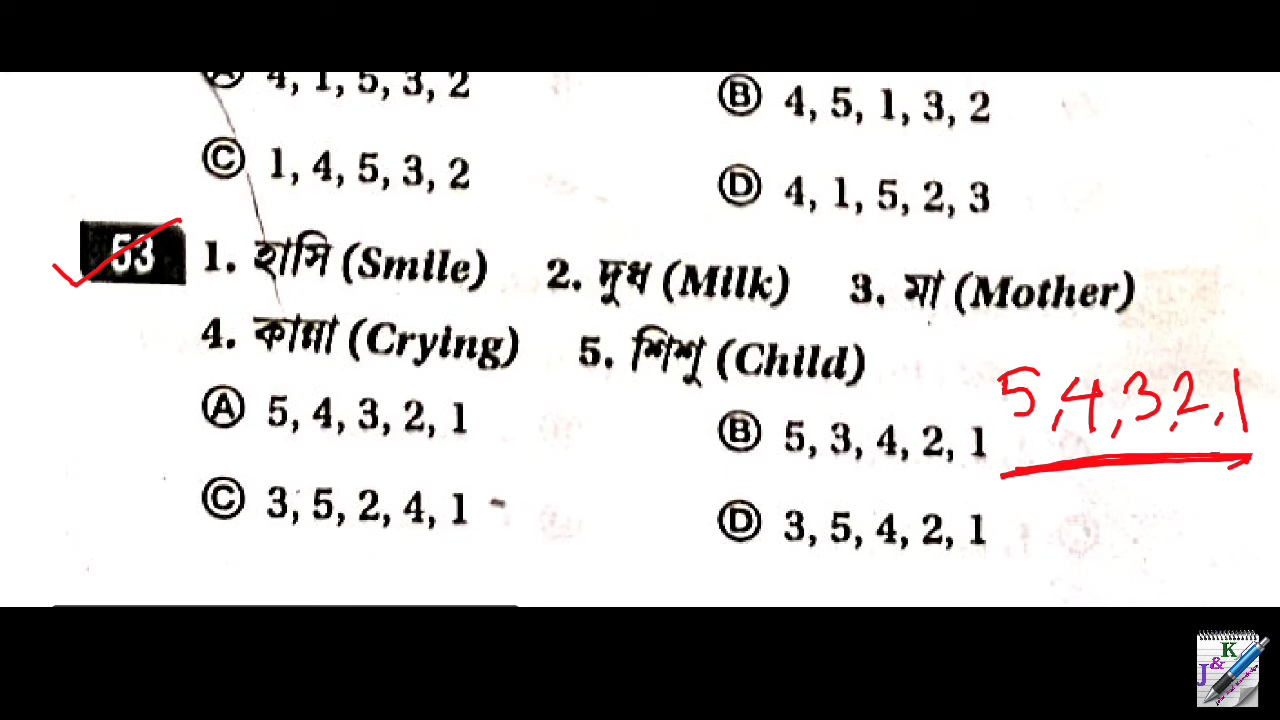 Ⓐ 4, 1, 5, 3, 2 Ⓑ 4, 5, 1, 3, 2
Ⓒ 1, 4, 5, 3, 2 Ⓓ 4, 1, 5, 2, 3
53 1. হাসি (Smile) 2. দুধ (Milk) 3. মা (Mother)
4. কান্না (Crying) 5. শিশু (Child)
Ⓐ 5, 4, 3, 2, 1 Ⓑ 5, 3, 4, 2, 1
5,4,3,2,1
Ⓒ 3, 5, 2, 4, 1 Ⓓ 3, 5, 4, 2, 1
J&K